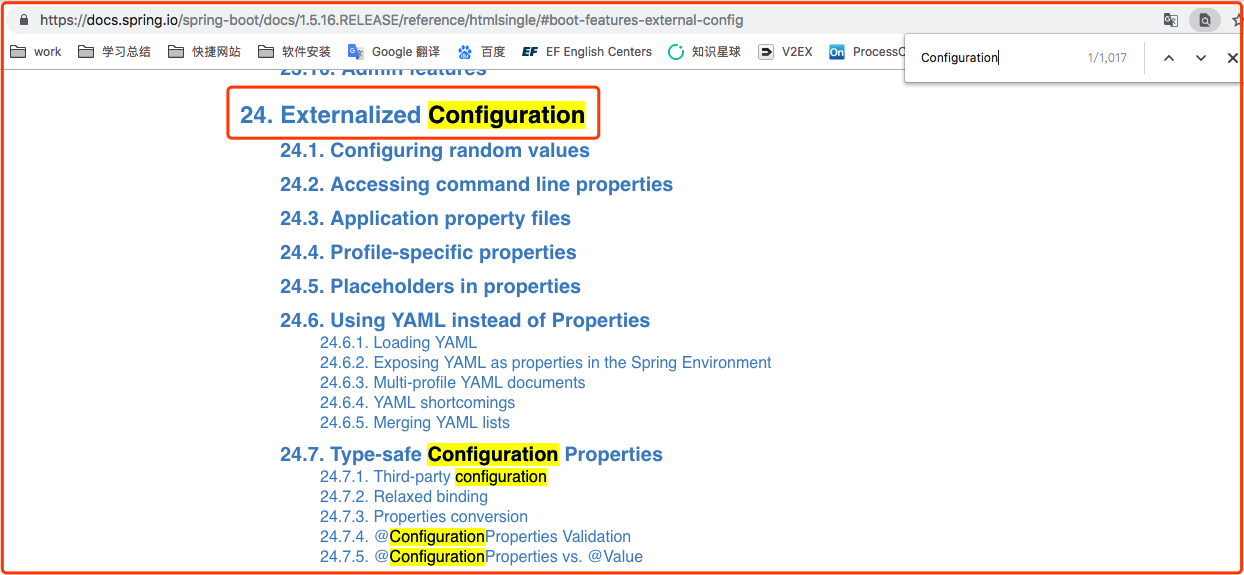 https://docs.spring.io/spring-boot/docs/1.5.16.RELEASE/reference/htmlsingle/#boot-features-external-config
work 学习总结 快捷网站 软件安装 Google 翻译 百度 EF EF English Centers 知识星球 V2EX On ProcessO
Configuration 1/1,017
23.10. Admin features
24. Externalized Configuration
24.1. Configuring random values
24.2. Accessing command line properties
24.3. Application property files
24.4. Profile-specific properties
24.5. Placeholders in properties
24.6. Using YAML instead of Properties
24.6.1. Loading YAML
24.6.2. Exposing YAML as properties in the Spring Environment
24.6.3. Multi-profile YAML documents
24.6.4. YAML shortcomings
24.6.5. Merging YAML lists
24.7. Type-safe Configuration Properties
24.7.1. Third-party configuration
24.7.2. Relaxed binding
24.7.3. Properties conversion
24.7.4. @ConfigurationProperties Validation
24.7.5. @ConfigurationProperties vs. @Value